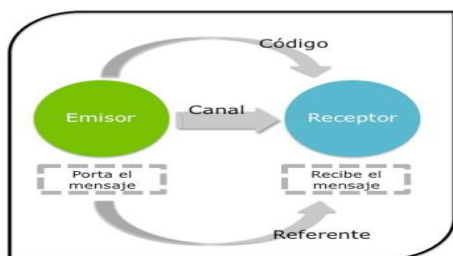 Código
Canal
Emisor
Receptor
Porta el
mensaje
Recibe el
mensaje
Referente